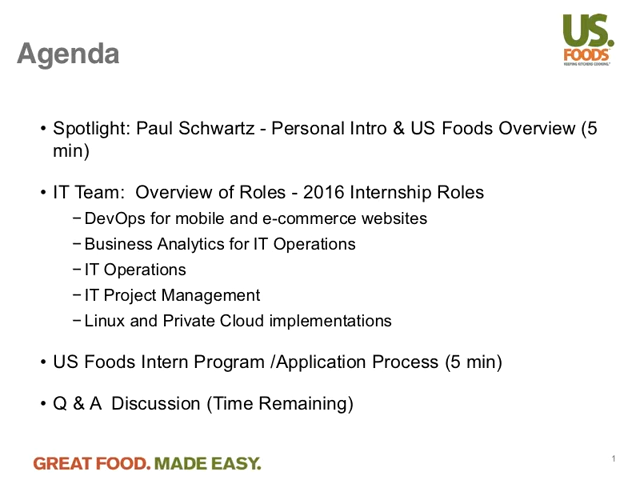 Agenda
US.
FOODS
KEEPING KITCHENS COOKING.
• Spotlight: Paul Schwartz - Personal Intro & US Foods Overview (5
min)
• IT Team:  Overview of Roles - 2016 Internship Roles
− DevOps for mobile and e-commerce websites
− Business Analytics for IT Operations
− IT Operations
− IT Project Management
− Linux and Private Cloud implementations
• US Foods Intern Program /Application Process (5 min)
• Q & A  Discussion (Time Remaining)
GREAT FOOD. MADE EASY.
1